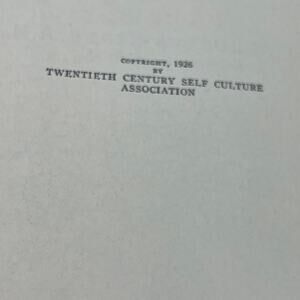 COPYRIGHT, 1926
BY
TWENTIETH CENTURY SELF CULTURE
ASSOCIATION